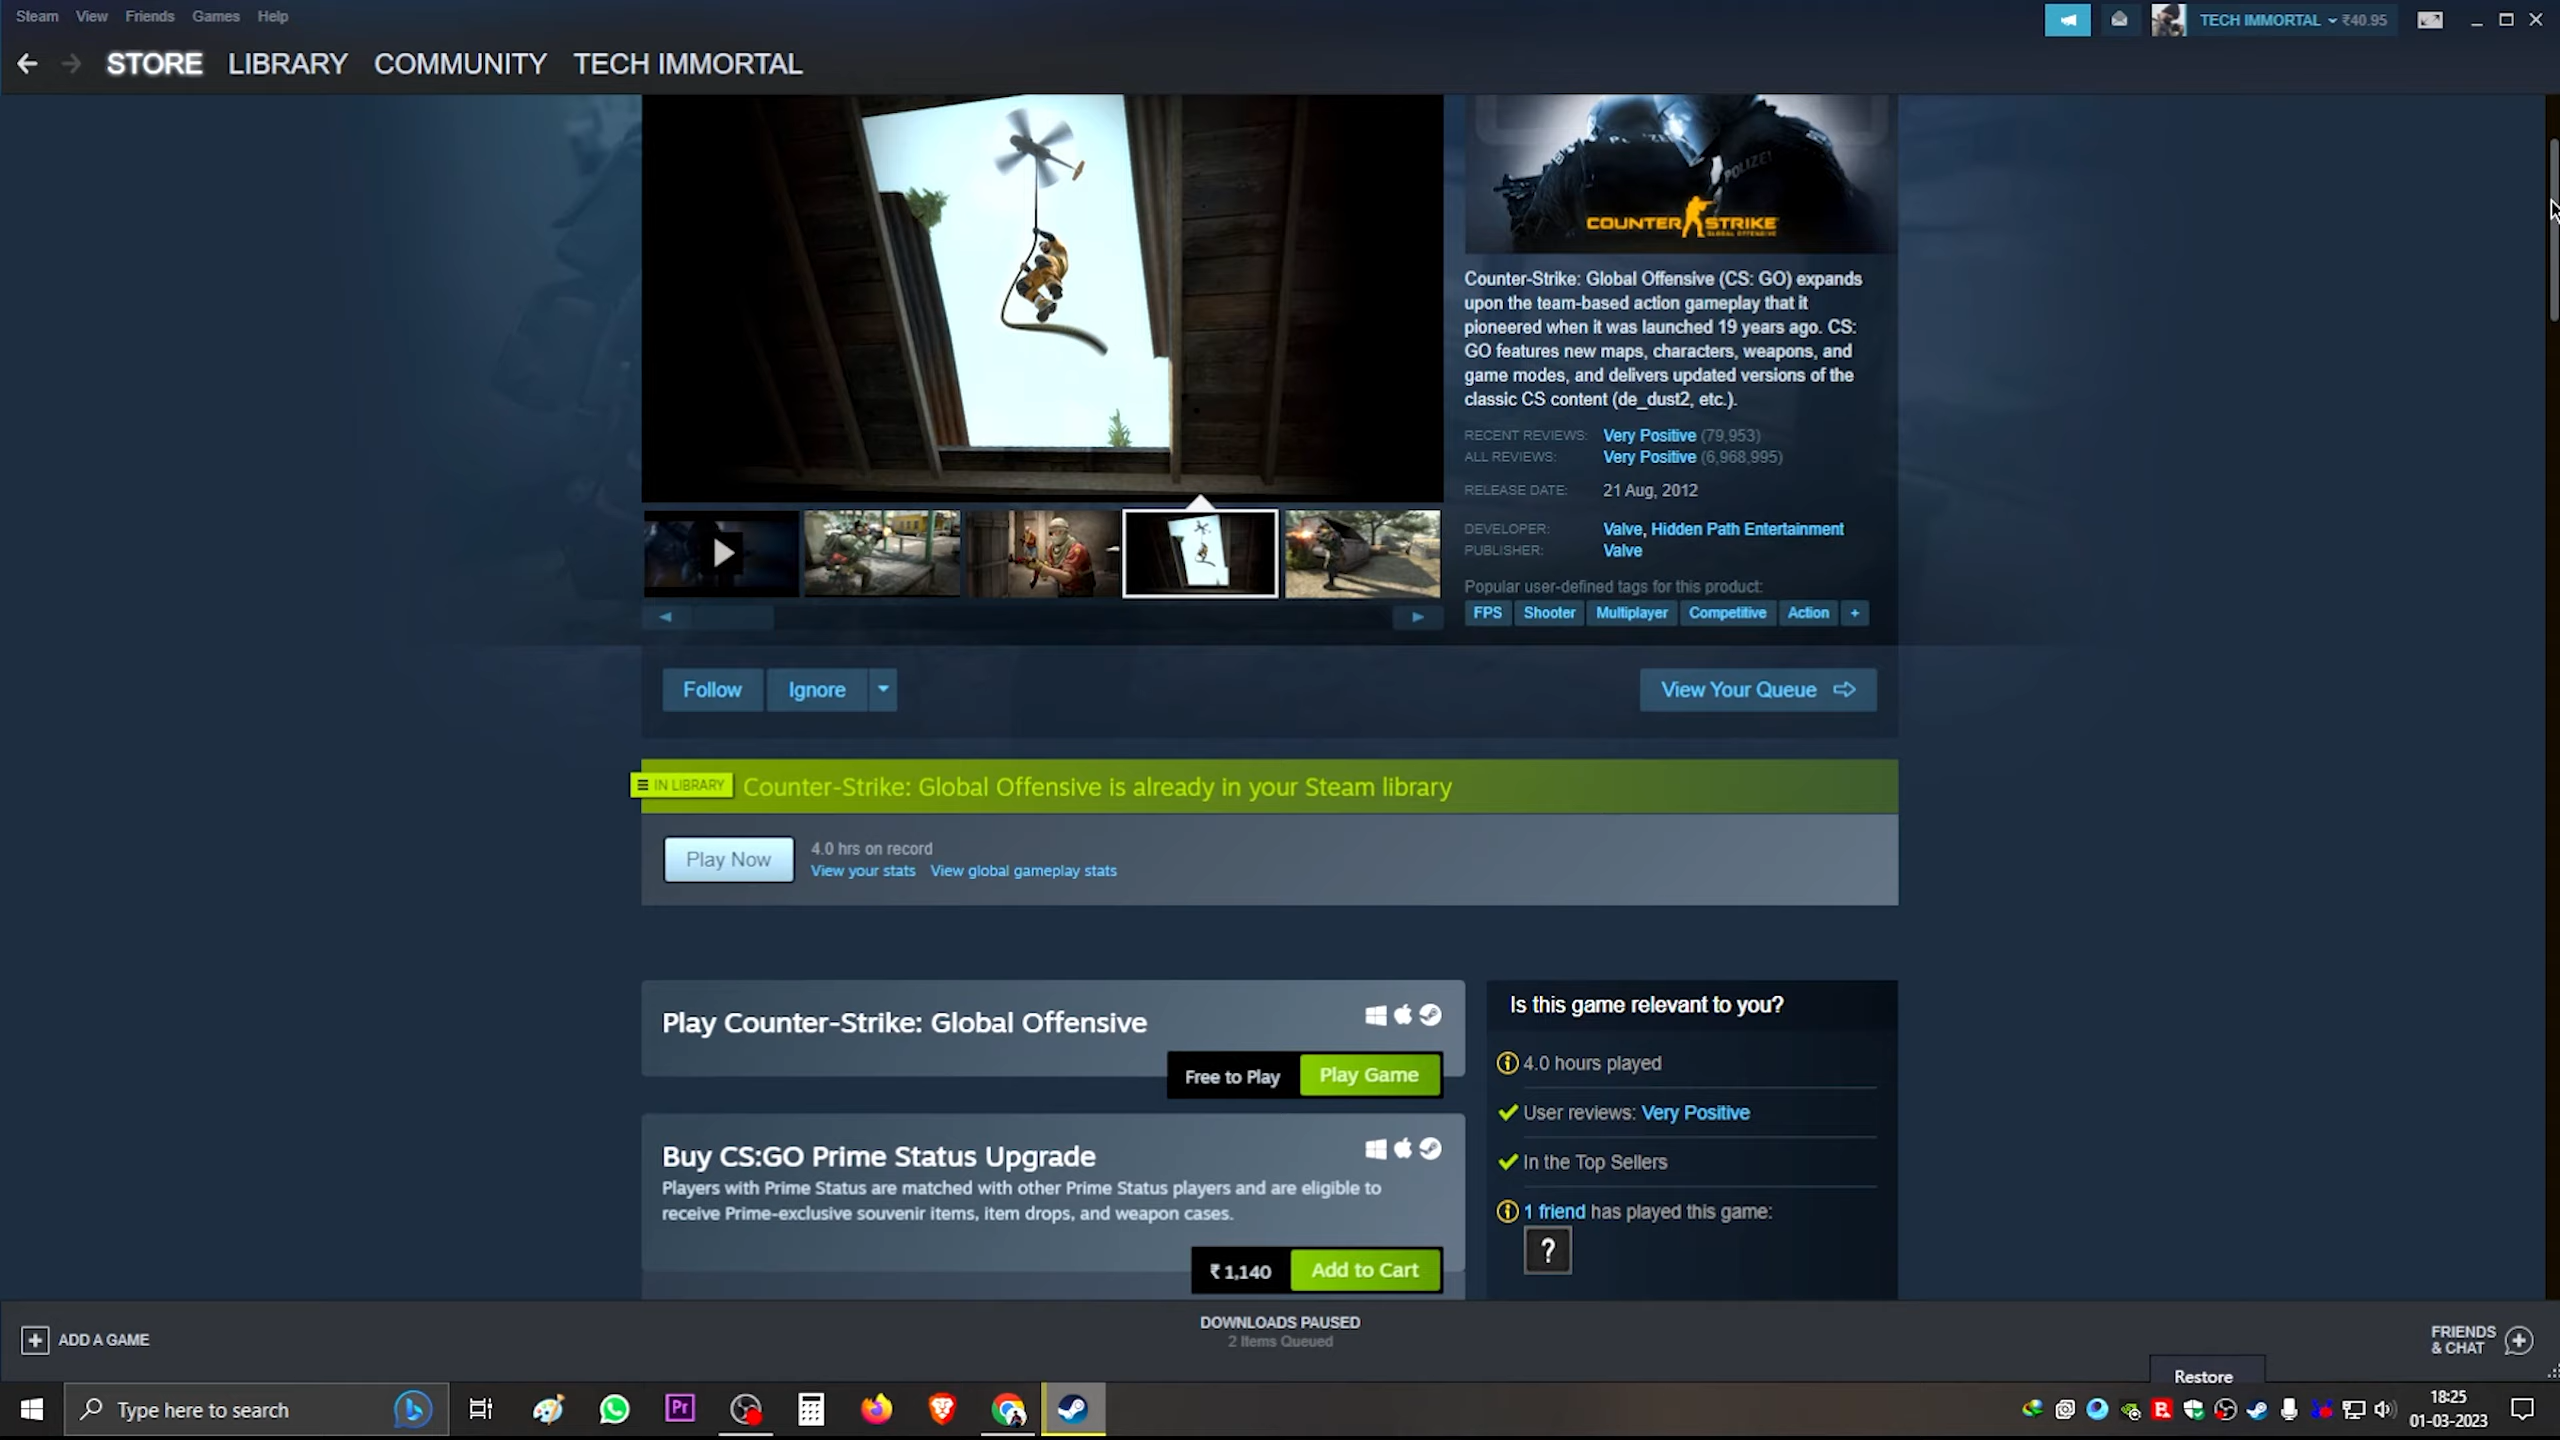 Steam View Friends Games Help
TECH IMMORTAL ₹40.95
STORE LIBRARY COMMUNITY TECH IMMORTAL
POLIZEI
COUNTER STRIKE
GLOBAL OFFENSIVE
Counter-Strike: Global Offensive (CS: GO) expands
upon the team-based action gameplay that it
pioneered when it was launched 19 years ago. CS:
GO features new maps, characters, weapons, and
game modes, and delivers updated versions of the
classic CS content (de_dust2, etc.).
RECENT REVIEWS: Very Positive (79,953)
ALL REVIEWS: Very Positive (6,968,995)
RELEASE DATE: 21 Aug, 2012
DEVELOPER: Valve, Hidden Path Entertainment
PUBLISHER: Valve
Popular user-defined tags for this product:
FPS Shooter Multiplayer Competitive Action +
Follow Ignore View Your Queue
IN LIBRARY Counter-Strike: Global Offensive is already in your Steam library
Play Now
4.0 hrs on record
View your stats View global gameplay stats
Play Counter-Strike: Global Offensive
Free to Play Play Game
Buy CS:GO Prime Status Upgrade
Players with Prime Status are matched with other Prime Status players and are eligible to
receive Prime-exclusive souvenir items, item drops, and weapon cases.
₹ 1,140 Add to Cart
Is this game relevant to you?
4.0 hours played
User reviews: Very Positive
In the Top Sellers
1 friend has played this game:
?
+ ADD A GAME
DOWNLOADS PAUSED
2 Items Queued
FRIENDS
& CHAT
Restore
Type here to search
Pr
18:25
01-03-2023